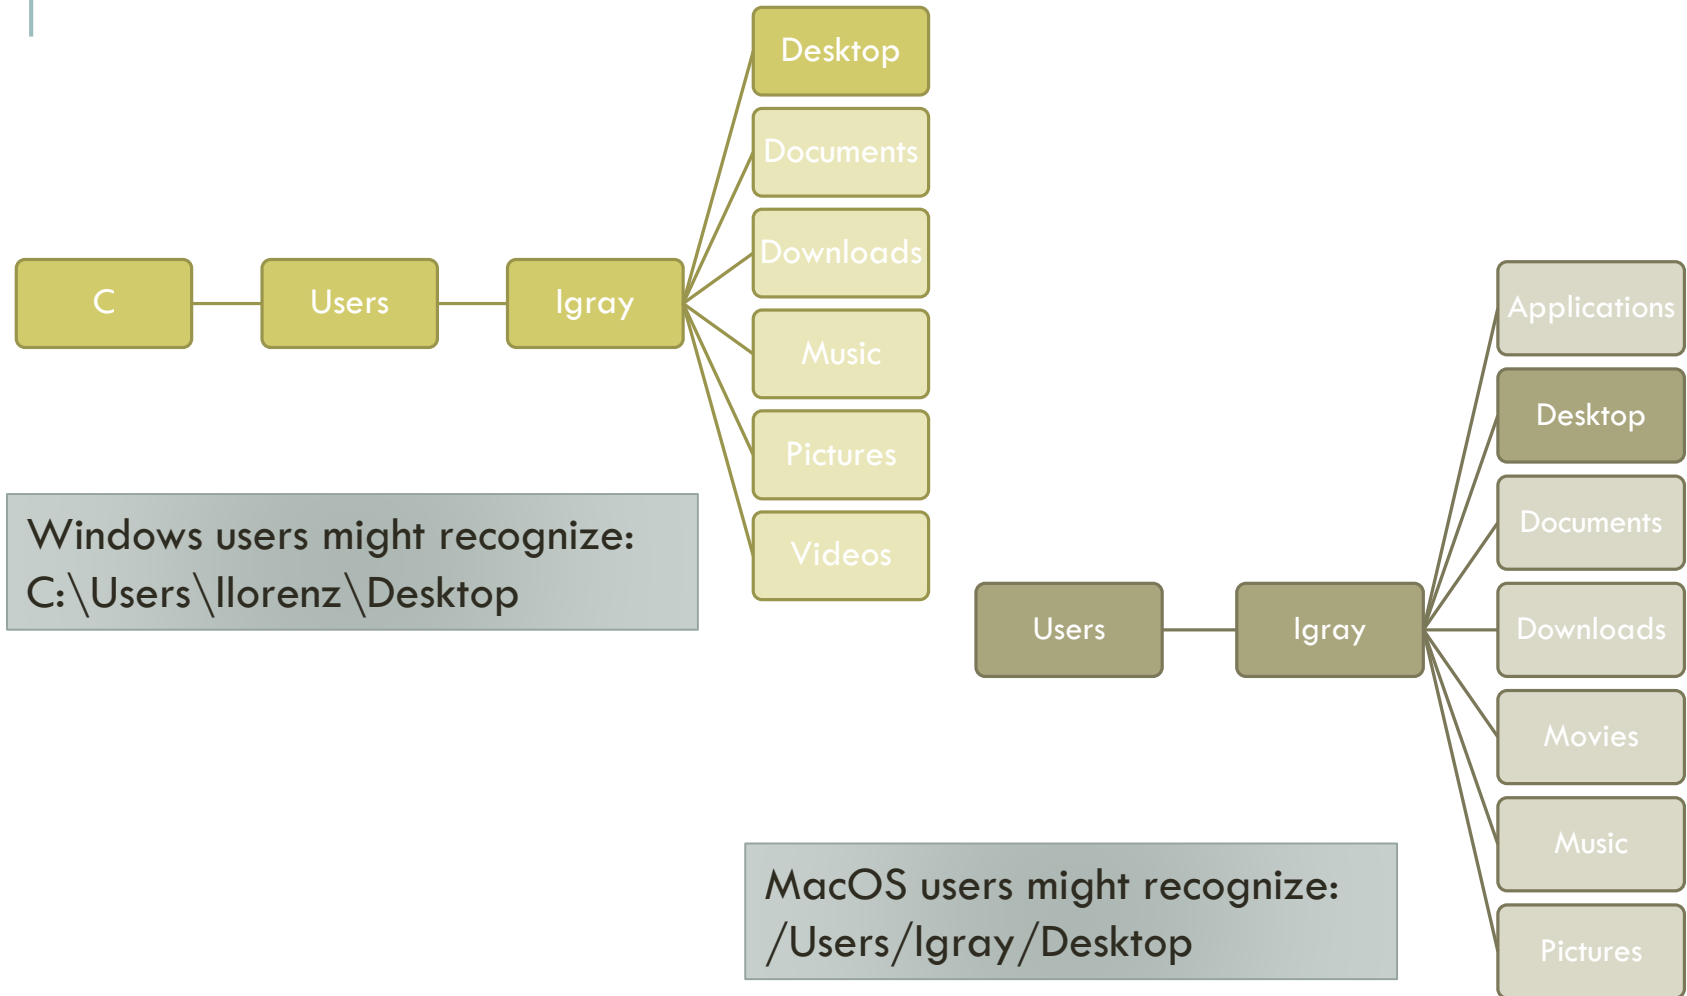 Desktop
Documents
Downloads
C
Users
lgray
Music
Pictures
Videos
Windows users might recognize:
C:\Users\llorenz\Desktop
Applications
Desktop
Documents
Users
lgray
Downloads
Movies
Music
Pictures
MacOS users might recognize:
/Users/lgray/Desktop